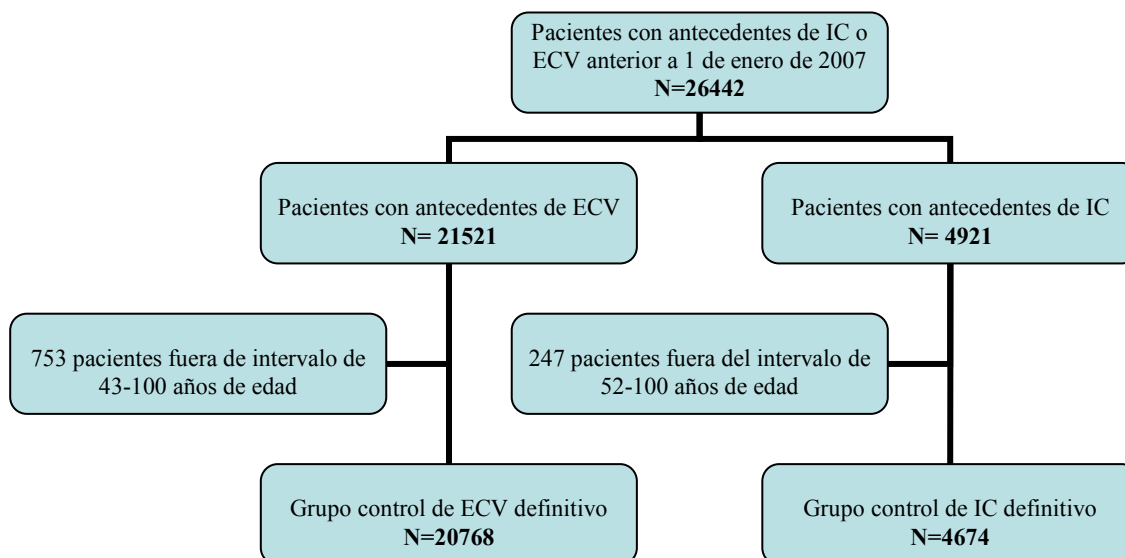 Pacientes con antecedentes de IC o
ECV anterior a 1 de enero de 2007
N=26442
Pacientes con antecedentes de ECV
N= 21521
Pacientes con antecedentes de IC
N= 4921
753 pacientes fuera de intervalo de
43-100 años de edad
247 pacientes fuera del intervalo de
52-100 años de edad
Grupo control de ECV definitivo
N=20768
Grupo control de IC definitivo
N=4674